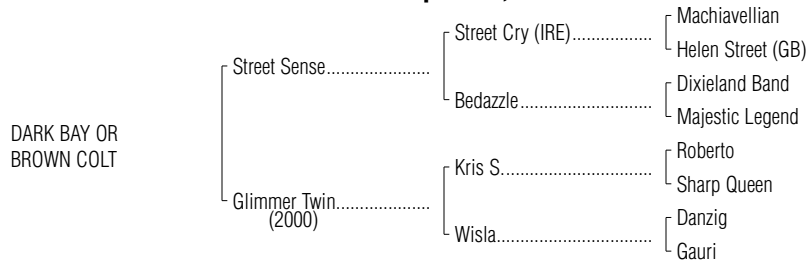 Machiavellian
Street Cry (IRE)..................
Helen Street (GB)
Street Sense.......................
Dixieland Band
Bedazzle.............................
Majestic Legend
DARK BAY OR
BROWN COLT
Roberto
Kris S..................................
Sharp Queen
Glimmer Twin.....................
(2000)
Danzig
Wisla...................................
Gauri